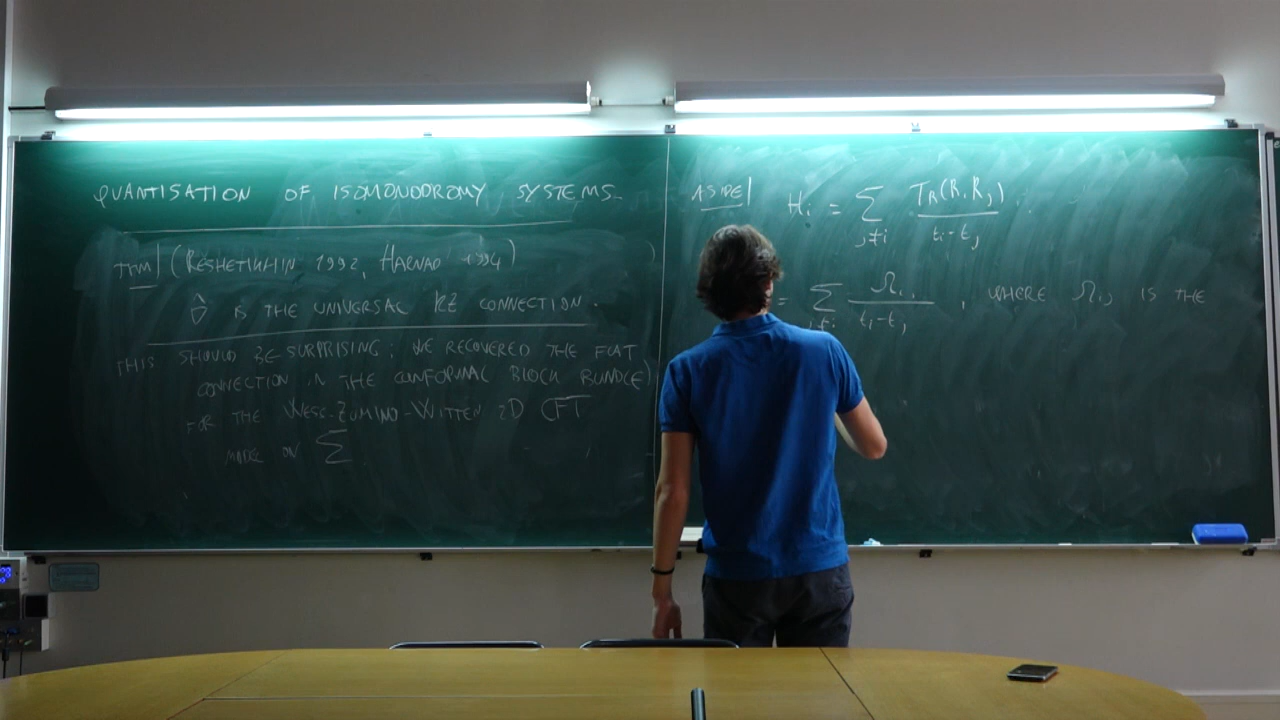 QUANTISATION OF ISOMONODROMY SYSTEMS
THM | (RESHETIKHIN 1992, HARNAD 1994)
∇̂ IS THE UNIVERSAL KZ CONNECTION.
THIS SHOULD BE SURPRISING: WE RECOVERED THE FLAT
CONNECTION IN THE CONFORMAL BLOCK BUNDLE)
FOR THE WESS-ZUMINO-WITTEN 2D CFT
MODEL ON Σ
ASIDE | Hi = Σ j≠i TR(RiRj) / ti-tj
= Σ j≠i Ωij / ti-tj , WHERE Ωij IS THE